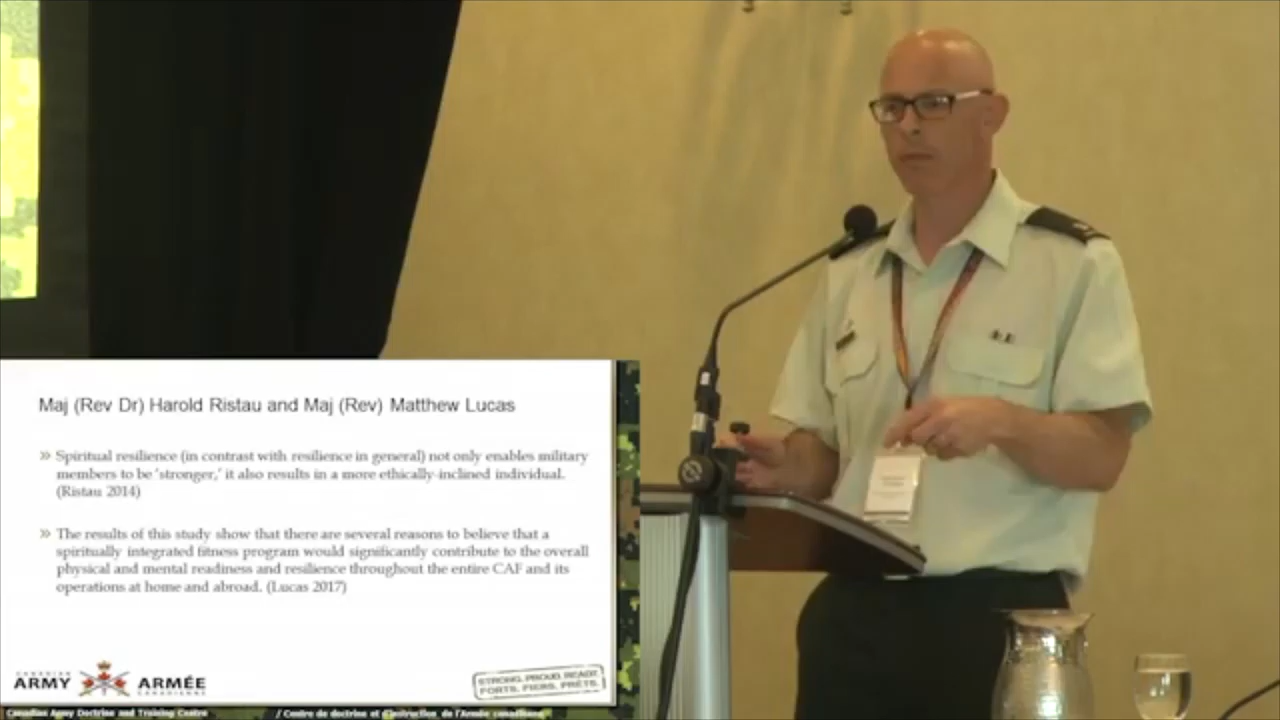 Maj (Rev Dr) Harold Ristau and Maj (Rev) Matthew Lucas
» Spiritual resilience (in contrast with resilience in general) not only enables military
members to be 'stronger,' it also results in a more ethically-inclined individual.
(Ristau 2014)
» The results of this study show that there are several reasons to believe that a
spiritually integrated fitness program would significantly contribute to the overall
physical and mental readiness and resilience throughout the entire CAF and its
operations at home and abroad. (Lucas 2017)
CANADIAN
ARMY ARMÉE
CANADIENNE
STRONG. PROUD. READY.
FORTS. FIERS. PRÊTS.
Canadian Army Doctrine and Training Centre / Centre de doctrine et d'instruction de l'Armée canadienne